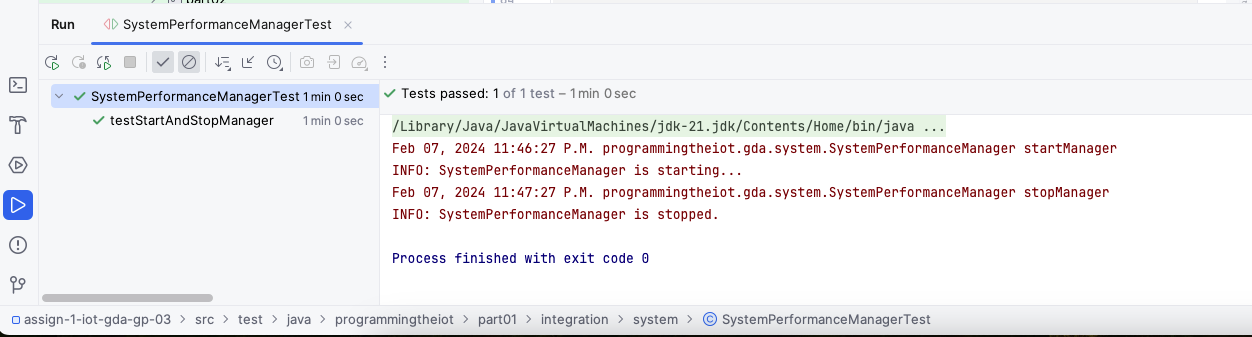 Run SystemPerformanceManagerTest
Tests passed: 1 of 1 test – 1 min 0 sec
SystemPerformanceManagerTest 1 min 0 sec
testStartAndStopManager 1 min 0 sec
/Library/Java/JavaVirtualMachines/jdk-21.jdk/Contents/Home/bin/java ...
Feb 07, 2024 11:46:27 P.M. programmingtheiot.gda.system.SystemPerformanceManager startManager
INFO: SystemPerformanceManager is starting...
Feb 07, 2024 11:47:27 P.M. programmingtheiot.gda.system.SystemPerformanceManager stopManager
INFO: SystemPerformanceManager is stopped.
Process finished with exit code 0
assign-1-iot-gda-gp-03 > src > test > java > programmingtheiot > part01 > integration > system > SystemPerformanceManagerTest